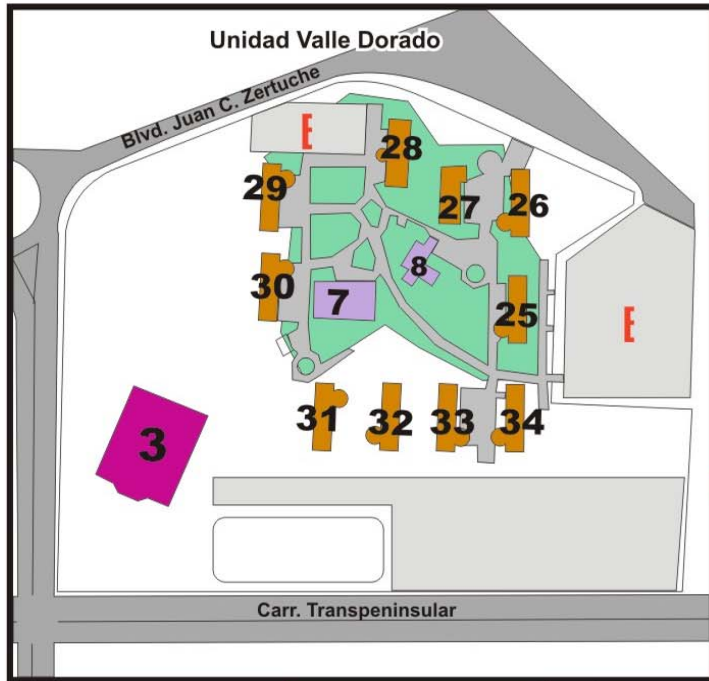 Unidad Valle Dorado
Blvd. Juan C. Zertuche
E
28
29
27
26
8
30
7
25
E
31
32
33
34
3
Carr. Transpeninsular